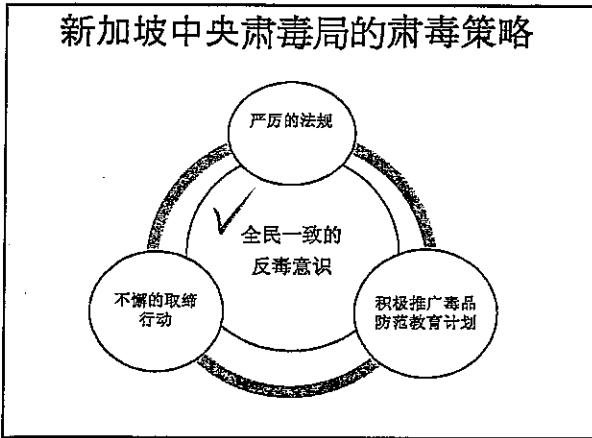 新加坡中央肃毒局的肃毒策略
严厉的法规
全民一致的
反毒意识
不懈的取缔
行动
积极推广毒品
防范教育计划